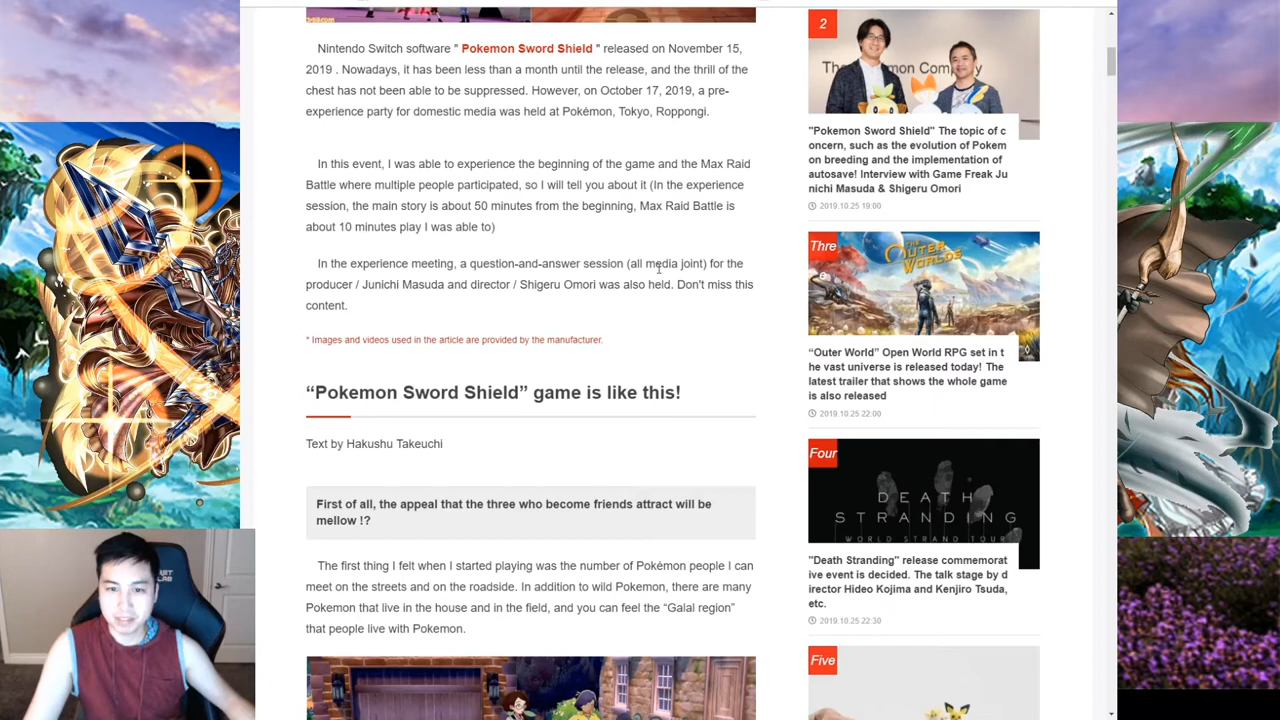 Nintendo Switch software " Pokemon Sword Shield " released on November 15,
2019 . Nowadays, it has been less than a month until the release, and the thrill of the
chest has not been able to be suppressed. However, on October 17, 2019, a pre-
experience party for domestic media was held at Pokémon, Tokyo, Roppongi.
In this event, I was able to experience the beginning of the game and the Max Raid
Battle where multiple people participated, so I will tell you about it (In the experience
session, the main story is about 50 minutes from the beginning, Max Raid Battle is
about 10 minutes play I was able to)
In the experience meeting, a question-and-answer session (all media joint) for the
producer / Junichi Masuda and director / Shigeru Omori was also held. Don't miss this
content.
* Images and videos used in the article are provided by the manufacturer.
“Pokemon Sword Shield” game is like this!
Text by Hakushu Takeuchi
First of all, the appeal that the three who become friends attract will be
mellow !?
The first thing I felt when I started playing was the number of Pokémon people I can
meet on the streets and on the roadside. In addition to wild Pokemon, there are many
Pokemon that live in the house and in the field, and you can feel the “Galal region”
that people live with Pokemon.
2
"Pokemon Sword Shield" The topic of c
oncern, such as the evolution of Pokem
on breeding and the implementation of
autosave! Interview with Game Freak Ju
nichi Masuda & Shigeru Omori
2019.10.25 19:00
Thre
e
THE
OUTER
WORLDS
“Outer World” Open World RPG set in t
he vast universe is released today! The
latest trailer that shows the whole game
is also released
2019.10.25 22:00
Four
DEATH
STRANDING
WORLD STRAND TOUR
"Death Stranding" release commemorat
ive event is decided. The talk stage by d
irector Hideo Kojima and Kenjiro Tsuda,
etc.
2019.10.25 22:30
Five